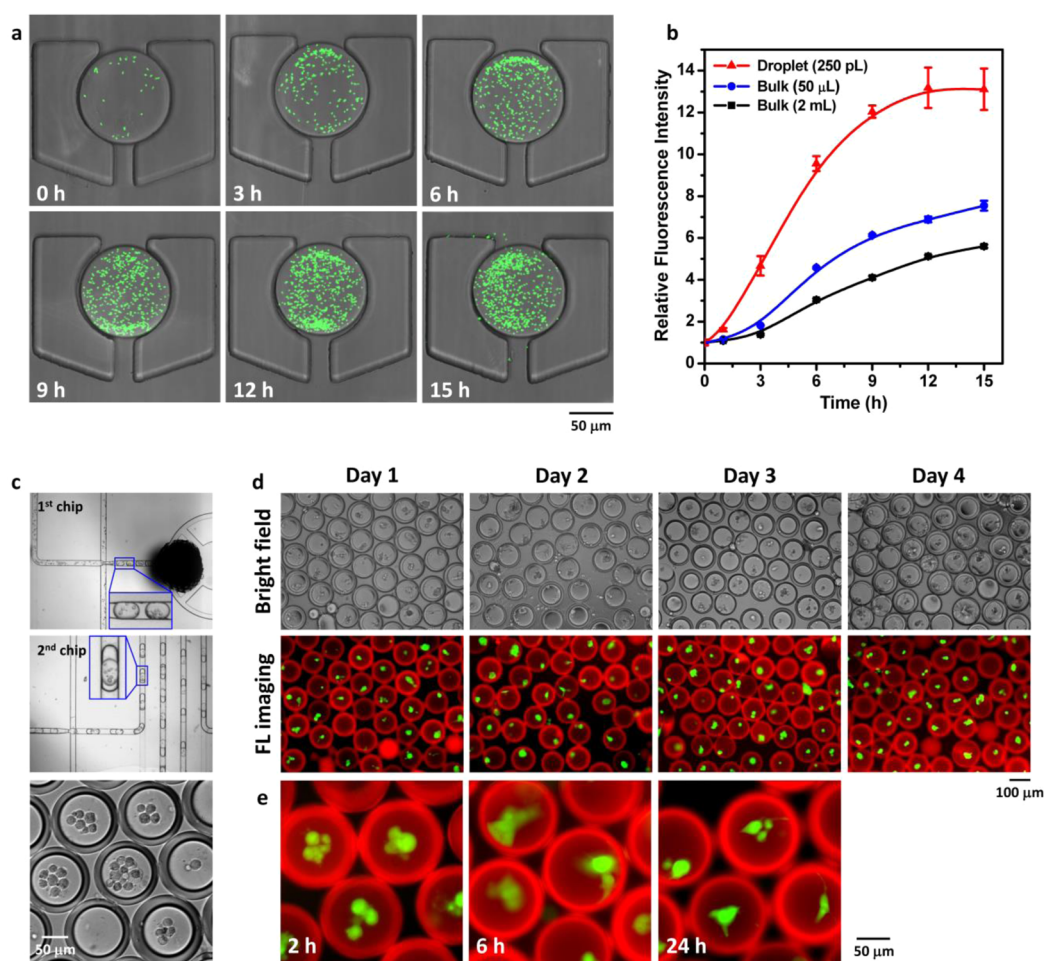 a
0 h
3 h
6 h
9 h
12 h
15 h
50 μm
b
Relative Fluorescence Intensity
14
12
10
8
6
4
2
0
Droplet (250 pL)
Bulk (50 μL)
Bulk (2 mL)
0
3
6
9
12
15
Time (h)
c
1st chip
2nd chip
50 μm
d
Day 1
Day 2
Day 3
Day 4
Bright field
FL imaging
100 μm
e
2 h
6 h
24 h
50 μm